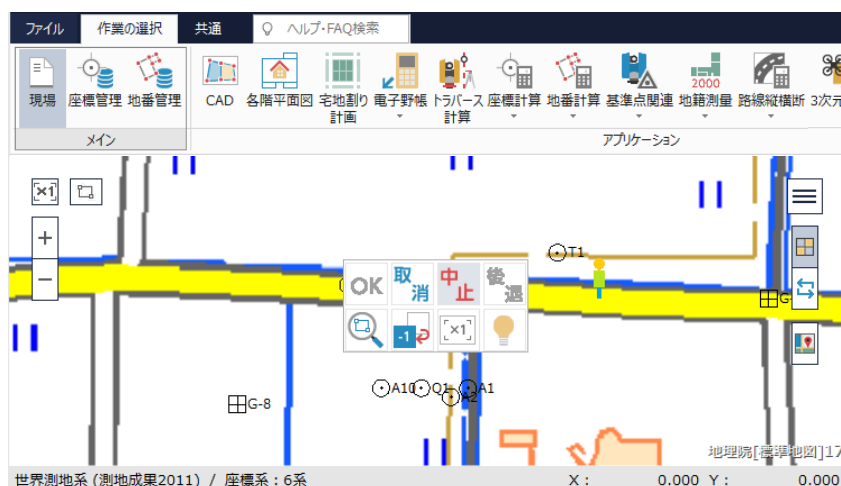 ファイル 作業の選択 共通 ヘルプ・FAQ検索
2000
現場 座標管理 地番管理 CAD 各階平面図 宅地割り 電子野帳 トラバース 座標計算 地番計算 基準点関連 地籍測量 路線縦横断 3次元
計画 計算
メイン アプリケーション
[×1]
+
T1
OK 取消 中止 後退
−
G-
-1 [×1]
A10 Q1 A1
A2
G-8
地理院[標準地図]17
世界測地系 (測地成果2011) / 座標系:6系 X: 0.000 Y: 0.000